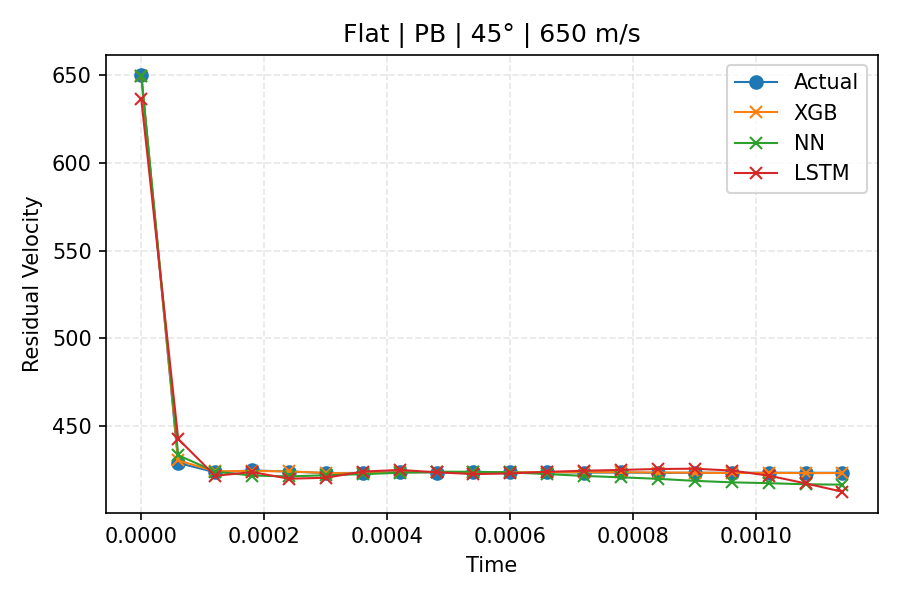 Flat | PB | 45° | 650 m/s
Residual Velocity
650
600
550
500
450
Actual
XGB
NN
LSTM
0.0000 0.0002 0.0004 0.0006 0.0008 0.0010
Time